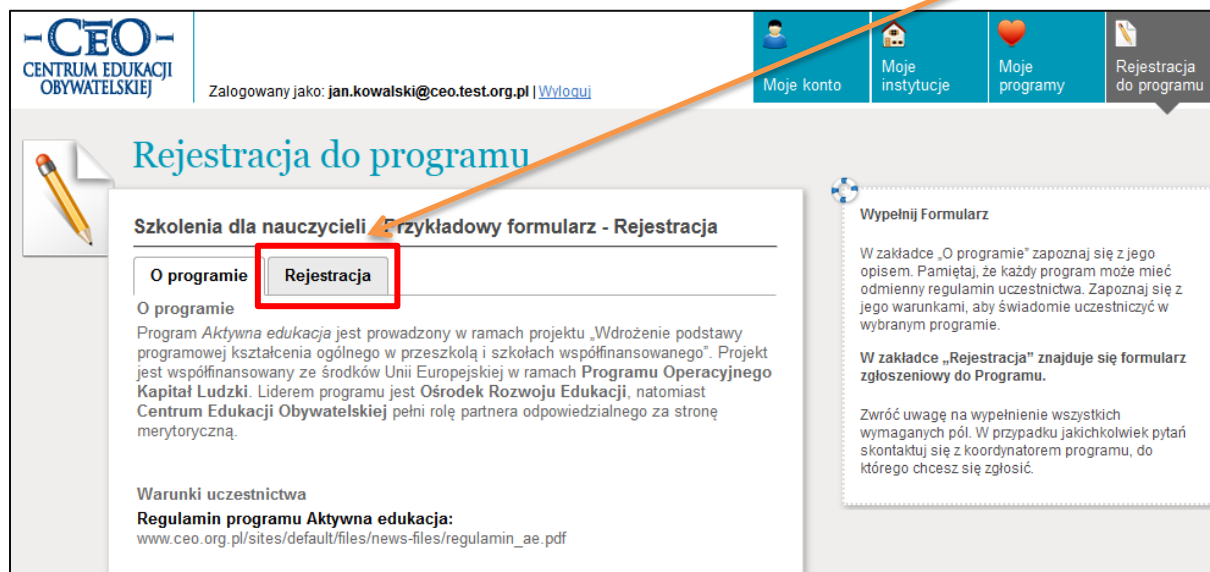 CEO
CENTRUM EDUKACJI
OBYWATELSKIEJ
Zalogowany jako: jan.kowalski@ceo.test.org.pl | Wyloguj
Moje konto
Moje
instytucje
Moje
programy
Rejestracja
do programu
Rejestracja do programu
Szkolenia dla nauczycieli - Przykładowy formularz - Rejestracja
O programie
Rejestracja
O programie
Program Aktywna edukacja jest prowadzony w ramach projektu „Wdrożenie podstawy
programowej kształcenia ogólnego w przeszkolą i szkołach współfinansowanego”. Projekt
jest współfinansowany ze środków Unii Europejskiej w ramach Programu Operacyjnego
Kapitał Ludzki. Liderem programu jest Ośrodek Rozwoju Edukacji, natomiast
Centrum Edukacji Obywatelskiej pełni rolę partnera odpowiedzialnego za stronę
merytoryczną.
Warunki uczestnictwa
Regulamin programu Aktywna edukacja:
www.ceo.org.pl/sites/default/files/news-files/regulamin_ae.pdf
Wypełnij Formularz
W zakładce „O programie” zapoznaj się z jego
opisem. Pamiętaj, że każdy program może mieć
odmienny regulamin uczestnictwa. Zapoznaj się z
jego warunkami, aby świadomie uczestniczyć w
wybranym programie.
W zakładce „Rejestracja” znajduje się formularz
zgłoszeniowy do Programu.
Zwróć uwagę na wypełnienie wszystkich
wymaganych pól. W przypadku jakichkolwiek pytań
skontaktuj się z koordynatorem programu, do
którego chcesz się zgłosić.